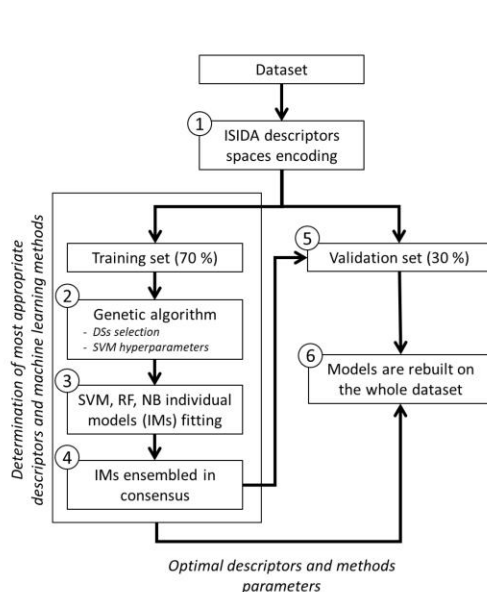 Dataset
1
ISIDA descriptors
spaces encoding
Determination of most appropriate
descriptors and machine learning methods
Training set (70 %)
2
Genetic algorithm
- DSs selection
- SVM hyperparameters
3
SVM, RF, NB individual
models (IMs) fitting
4
IMs ensembled in
consensus
5
Validation set (30 %)
6
Models are rebuilt on
the whole dataset
Optimal descriptors and methods
parameters